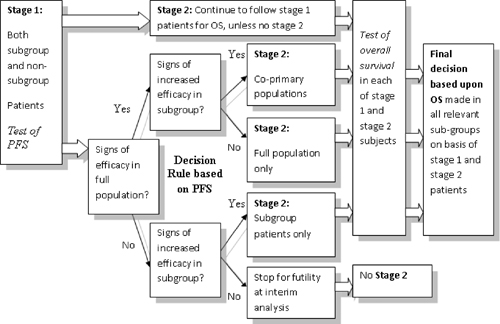 Stage 1:
Both
subgroup
and non-
subgroup
Patients
Test of
PFS
Stage 2: Continue to follow stage 1
patients for OS, unless no stage 2
Signs of
efficacy in
full
population?
Yes
No
Signs of
increased
efficacy in
subgroup?
Decision
Rule based
on PFS
Signs of
increased
efficacy in
subgroup?
Yes
No
Yes
No
Stage 2:
Co-primary
populations
Stage 2:
Full population
only
Stage 2:
Subgroup
patients only
Stop for futility
at interim
analysis
Test of
overall
survival in
each of
stage 1
and
stage 2
subjects
Final
decision
based upon
OS made in
all relevant
sub-groups
on basis of
stage 1 and
stage 2
patients
No Stage 2